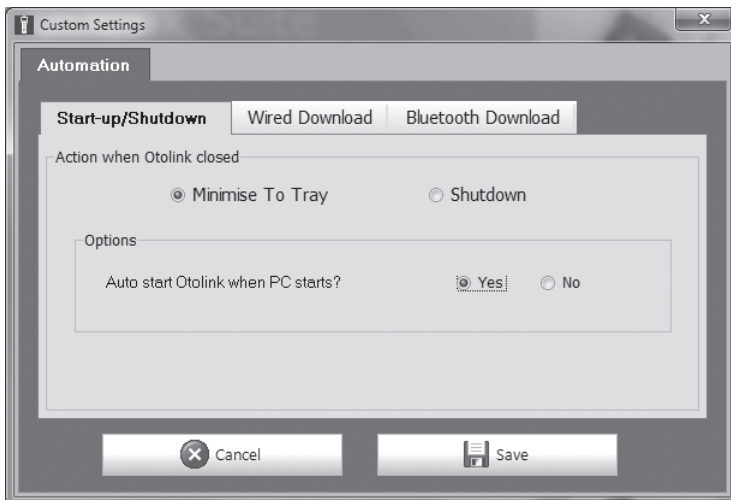 Custom Settings
x
Automation
Start-up/Shutdown Wired Download Bluetooth Download
Action when Otolink closed
Minimise To Tray Shutdown
Options
Auto start Otolink when PC starts? Yes No
Cancel Save